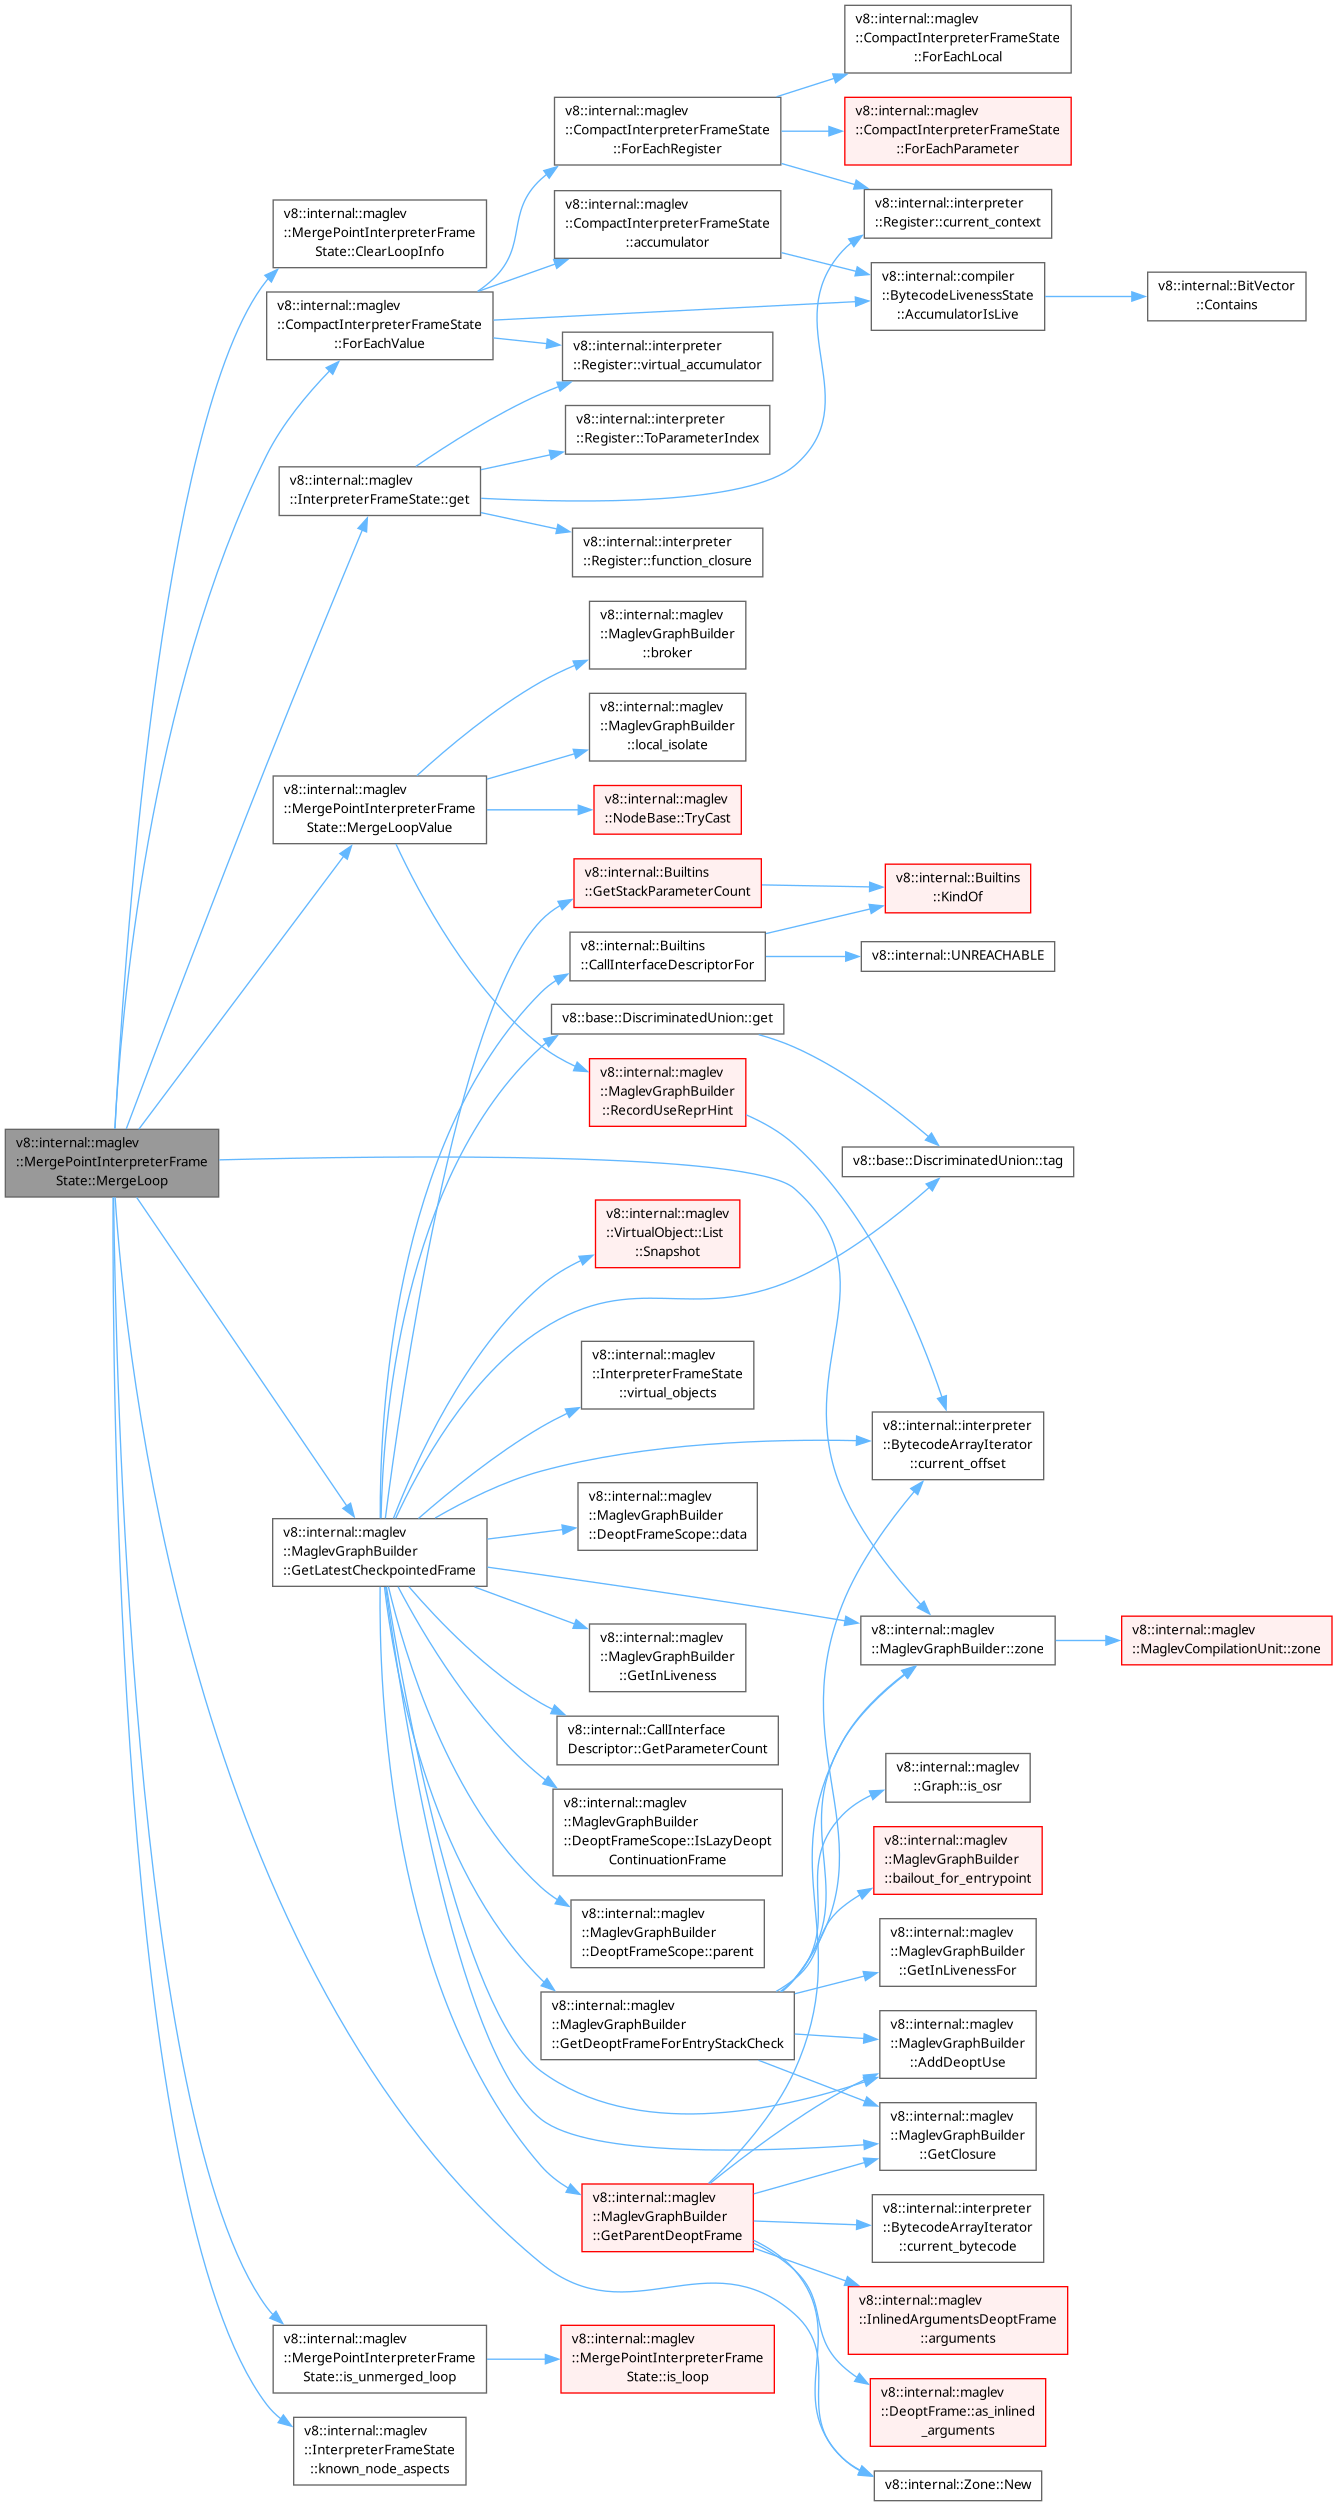 v8::internal::maglev
::CompactInterpreterFrameState
::ForEachLocal
v8::internal::maglev
::CompactInterpreterFrameState
::ForEachRegister
v8::internal::maglev
::CompactInterpreterFrameState
::ForEachParameter
v8::internal::interpreter
::Register::current_context
v8::internal::maglev
::MergePointInterpreterFrame
State::ClearLoopInfo
v8::internal::maglev
::CompactInterpreterFrameState
::accumulator
v8::internal::compiler
::BytecodeLivenessState
::AccumulatorIsLive
v8::internal::BitVector
::Contains
v8::internal::maglev
::CompactInterpreterFrameState
::ForEachValue
v8::internal::interpreter
::Register::virtual_accumulator
v8::internal::interpreter
::Register::ToParameterIndex
v8::internal::maglev
::InterpreterFrameState::get
v8::internal::interpreter
::Register::function_closure
v8::internal::maglev
::MaglevGraphBuilder
::broker
v8::internal::maglev
::MaglevGraphBuilder
::local_isolate
v8::internal::maglev
::MergePointInterpreterFrame
State::MergeLoopValue
v8::internal::maglev
::NodeBase::TryCast
v8::internal::Builtins
::GetStackParameterCount
v8::internal::Builtins
::KindOf
v8::internal::Builtins
::CallInterfaceDescriptorFor
v8::internal::UNREACHABLE
v8::base::DiscriminatedUnion::get
v8::internal::maglev
::MaglevGraphBuilder
::RecordUseReprHint
v8::internal::maglev
::MergePointInterpreterFrame
State::MergeLoop
v8::base::DiscriminatedUnion::tag
v8::internal::maglev
::VirtualObject::List
::Snapshot
v8::internal::maglev
::InterpreterFrameState
::virtual_objects
v8::internal::interpreter
::BytecodeArrayIterator
::current_offset
v8::internal::maglev
::MaglevGraphBuilder
::DeoptFrameScope::data
v8::internal::maglev
::MaglevGraphBuilder
::GetLatestCheckpointedFrame
v8::internal::maglev
::MaglevGraphBuilder
::GetInLiveness
v8::internal::maglev
::MaglevGraphBuilder::zone
v8::internal::maglev
::MaglevCompilationUnit::zone
v8::internal::CallInterface
Descriptor::GetParameterCount
v8::internal::maglev
::Graph::is_osr
v8::internal::maglev
::MaglevGraphBuilder
::DeoptFrameScope::IsLazyDeopt
ContinuationFrame
v8::internal::maglev
::MaglevGraphBuilder
::bailout_for_entrypoint
v8::internal::maglev
::MaglevGraphBuilder
::DeoptFrameScope::parent
v8::internal::maglev
::MaglevGraphBuilder
::GetInLivenessFor
v8::internal::maglev
::MaglevGraphBuilder
::GetDeoptFrameForEntryStackCheck
v8::internal::maglev
::MaglevGraphBuilder
::AddDeoptUse
v8::internal::maglev
::MaglevGraphBuilder
::GetClosure
v8::internal::maglev
::MaglevGraphBuilder
::GetParentDeoptFrame
v8::internal::interpreter
::BytecodeArrayIterator
::current_bytecode
v8::internal::maglev
::InlinedArgumentsDeoptFrame
::arguments
v8::internal::maglev
::MergePointInterpreterFrame
State::is_unmerged_loop
v8::internal::maglev
::MergePointInterpreterFrame
State::is_loop
v8::internal::maglev
::DeoptFrame::as_inlined
_arguments
v8::internal::maglev
::InterpreterFrameState
::known_node_aspects
v8::internal::Zone::New